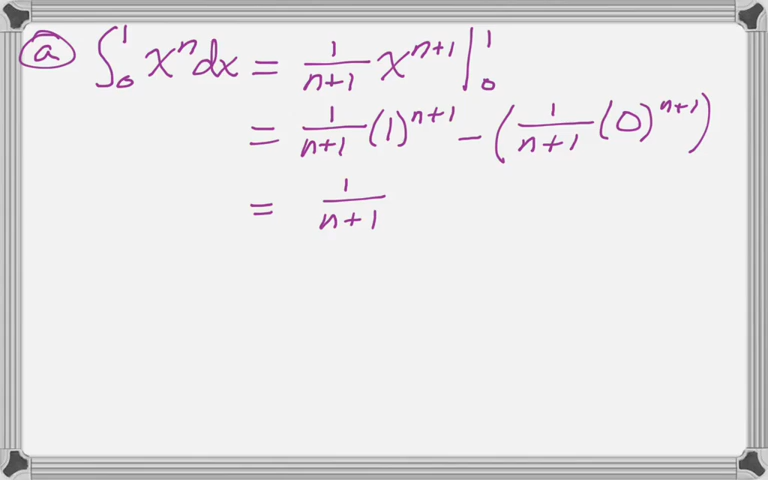 ⓐ ∫₀¹ xⁿ dx = 1/(n+1) xⁿ⁺¹ |₀¹
= 1/(n+1) (1)ⁿ⁺¹ − (1/(n+1) (0)ⁿ⁺¹)
= 1/(n+1)